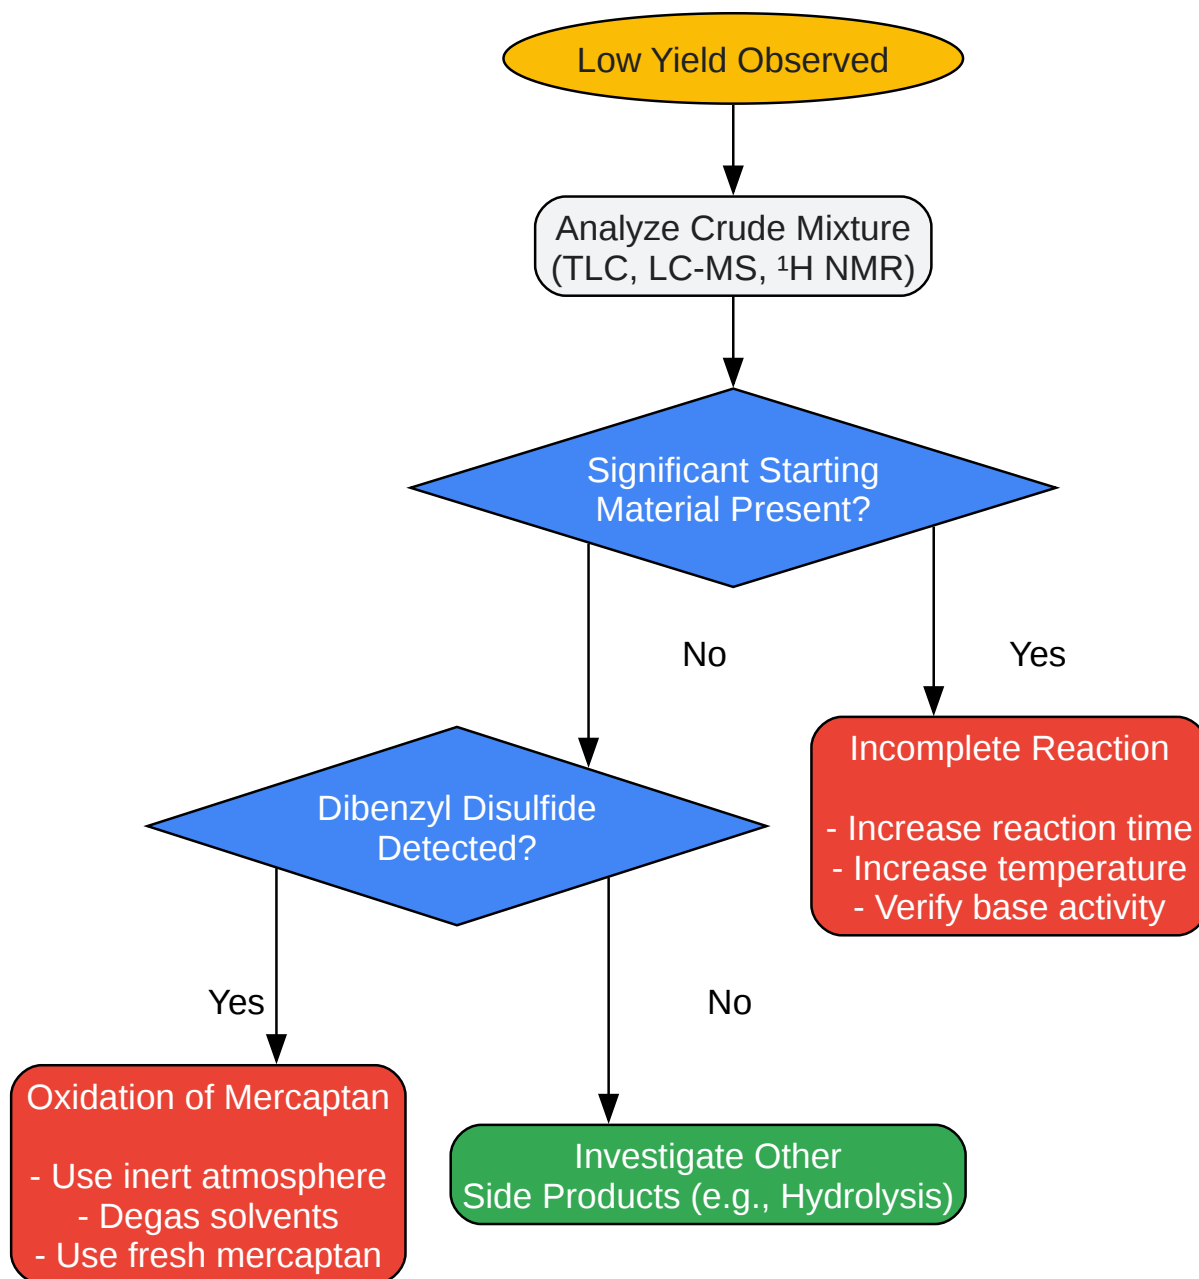 Low Yield Observed
Analyze Crude Mixture
(TLC, LC-MS, ¹H NMR)
Significant Starting
Material Present?
No
Yes
Incomplete Reaction
- Increase reaction time
- Increase temperature
- Verify base activity
Dibenzyl Disulfide
Detected?
Yes
No
Oxidation of Mercaptan
- Use inert atmosphere
- Degas solvents
- Use fresh mercaptan
Investigate Other
Side Products (e.g., Hydrolysis)